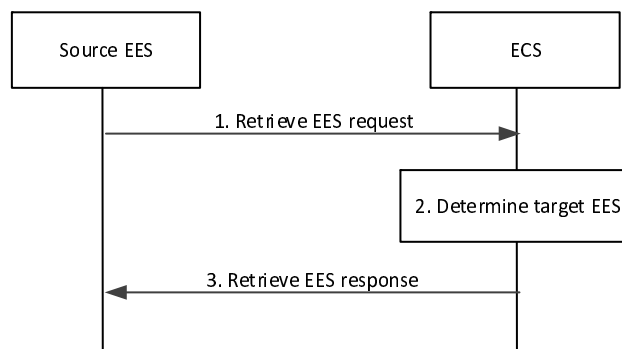 Source EES
ECS
1. Retrieve EES request
2. Determine target EES
3. Retrieve EES response